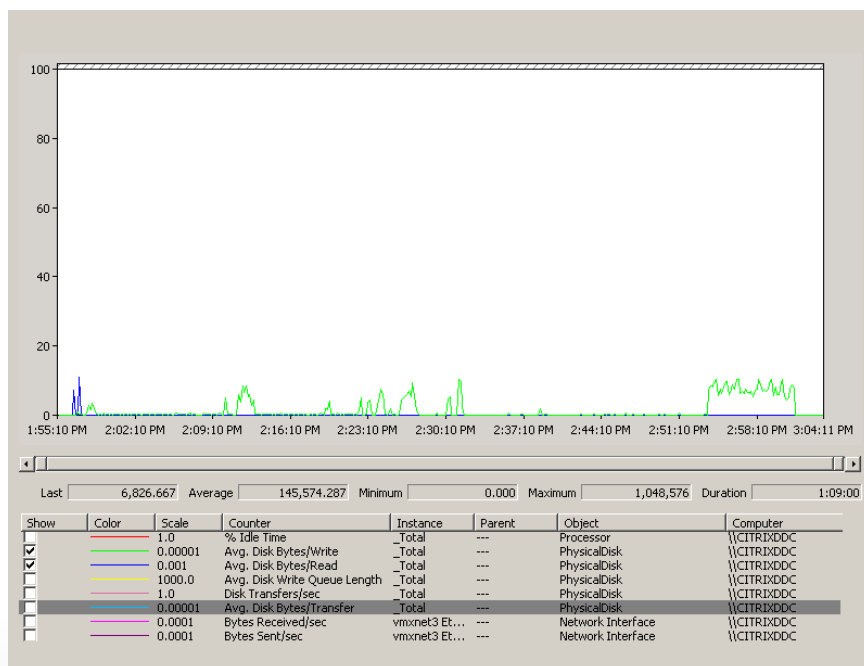 100
80
60
40
20
0
1:55:10 PM 2:02:10 PM 2:09:10 PM 2:16:10 PM 2:23:10 PM 2:30:10 PM 2:37:10 PM 2:44:10 PM 2:51:10 PM 2:58:10 PM 3:04:11 PM
Last 6,826.667 Average 145,574.287 Minimum 0.000 Maximum 1,048,576 Duration 1:09:00
Show Color Scale Counter Instance Parent Object Computer
1.0 % Idle Time _Total --- Processor \\CITRIXDDC
0.00001 Avg. Disk Bytes/Write _Total --- PhysicalDisk \\CITRIXDDC
0.001 Avg. Disk Bytes/Read _Total --- PhysicalDisk \\CITRIXDDC
1000.0 Avg. Disk Write Queue Length _Total --- PhysicalDisk \\CITRIXDDC
1.0 Disk Transfers/sec _Total --- PhysicalDisk \\CITRIXDDC
0.00001 Avg. Disk Bytes/Transfer _Total --- PhysicalDisk \\CITRIXDDC
0.0001 Bytes Received/sec vmxnet3 Et... --- Network Interface \\CITRIXDDC
0.0001 Bytes Sent/sec vmxnet3 Et... --- Network Interface \\CITRIXDDC